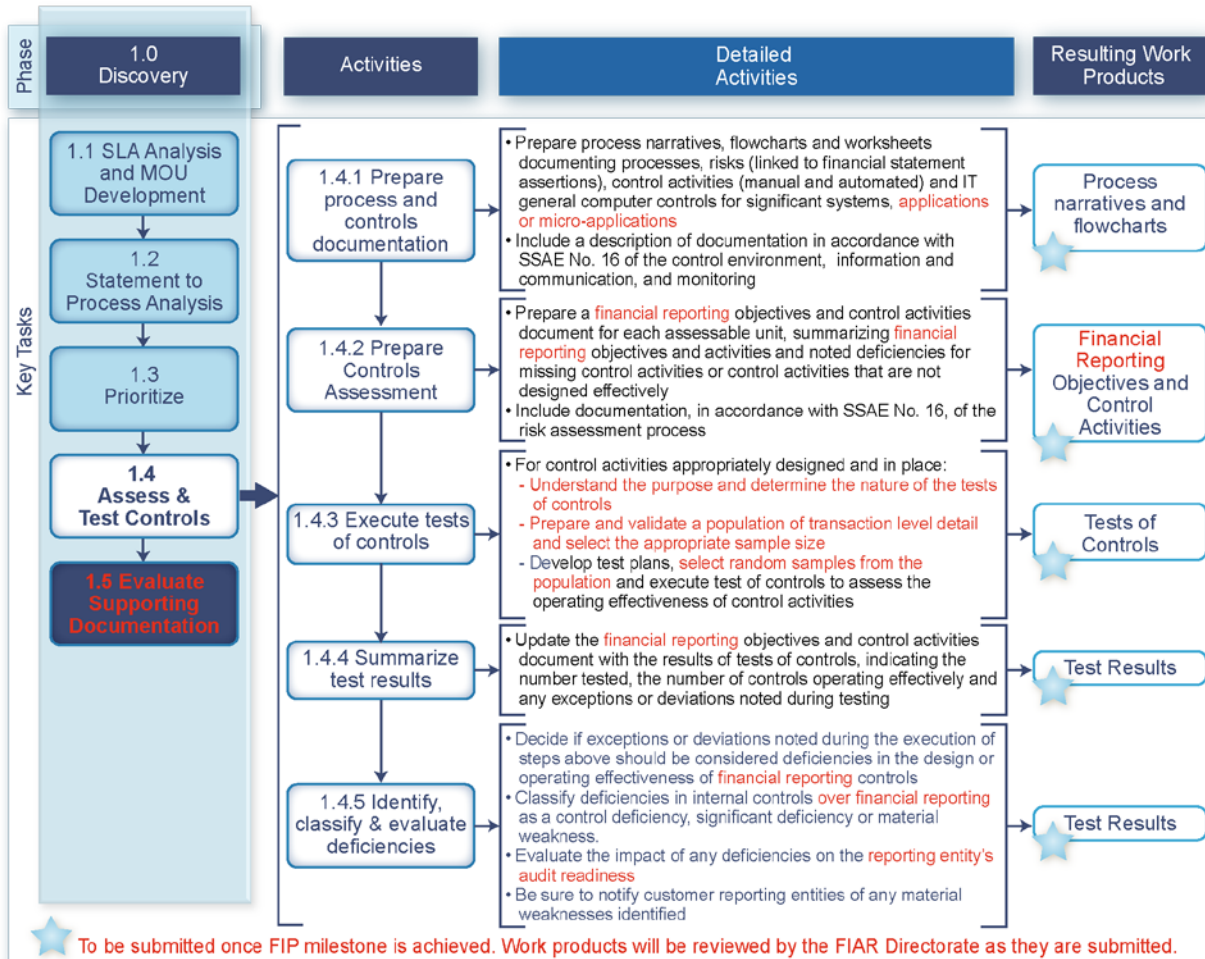 Phase
1.0
Discovery
Activities
Detailed
Activities
Resulting Work
Products
Key Tasks
1.1 SLA Analysis
and MOU
Development
1.2
Statement to
Process Analysis
1.3
Prioritize
1.4
Assess &
Test Controls
1.5 Evaluate
Supporting
Documentation
1.4.1 Prepare
process and
controls
documentation
• Prepare process narratives, flowcharts and worksheets
documenting processes, risks (linked to financial statement
assertions), control activities (manual and automated) and IT
general computer controls for significant systems, applications
or micro-applications
• Include a description of documentation in accordance with
SSAE No. 16 of the control environment, information and
communication, and monitoring
Process
narratives and
flowcharts
1.4.2 Prepare
Controls
Assessment
• Prepare a financial reporting objectives and control activities
document for each assessable unit, summarizing financial
reporting objectives and activities and noted deficiencies for
missing control activities or control activities that are not
designed effectively
• Include documentation, in accordance with SSAE No. 16, of the
risk assessment process
Financial
Reporting
Objectives and
Control
Activities
1.4.3 Execute tests
of controls
• For control activities appropriately designed and in place:
- Understand the purpose and determine the nature of the tests
of controls
- Prepare and validate a population of transaction level detail
and select the appropriate sample size
- Develop test plans, select random samples from the
population and execute test of controls to assess the
operating effectiveness of control activities
Tests of
Controls
1.4.4 Summarize
test results
• Update the financial reporting objectives and control activities
document with the results of tests of controls, indicating the
number tested, the number of controls operating effectively and
any exceptions or deviations noted during testing
Test Results
1.4.5 Identify,
classify & evaluate
deficiencies
• Decide if exceptions or deviations noted during the execution of
steps above should be considered deficiencies in the design or
operating effectiveness of financial reporting controls
• Classify deficiencies in internal controls over financial reporting
as a control deficiency, significant deficiency or material
weakness.
• Evaluate the impact of any deficiencies on the reporting entity's
audit readiness
• Be sure to notify customer reporting entities of any material
weaknesses identified
Test Results
To be submitted once FIP milestone is achieved. Work products will be reviewed by the FIAR Directorate as they are submitted.